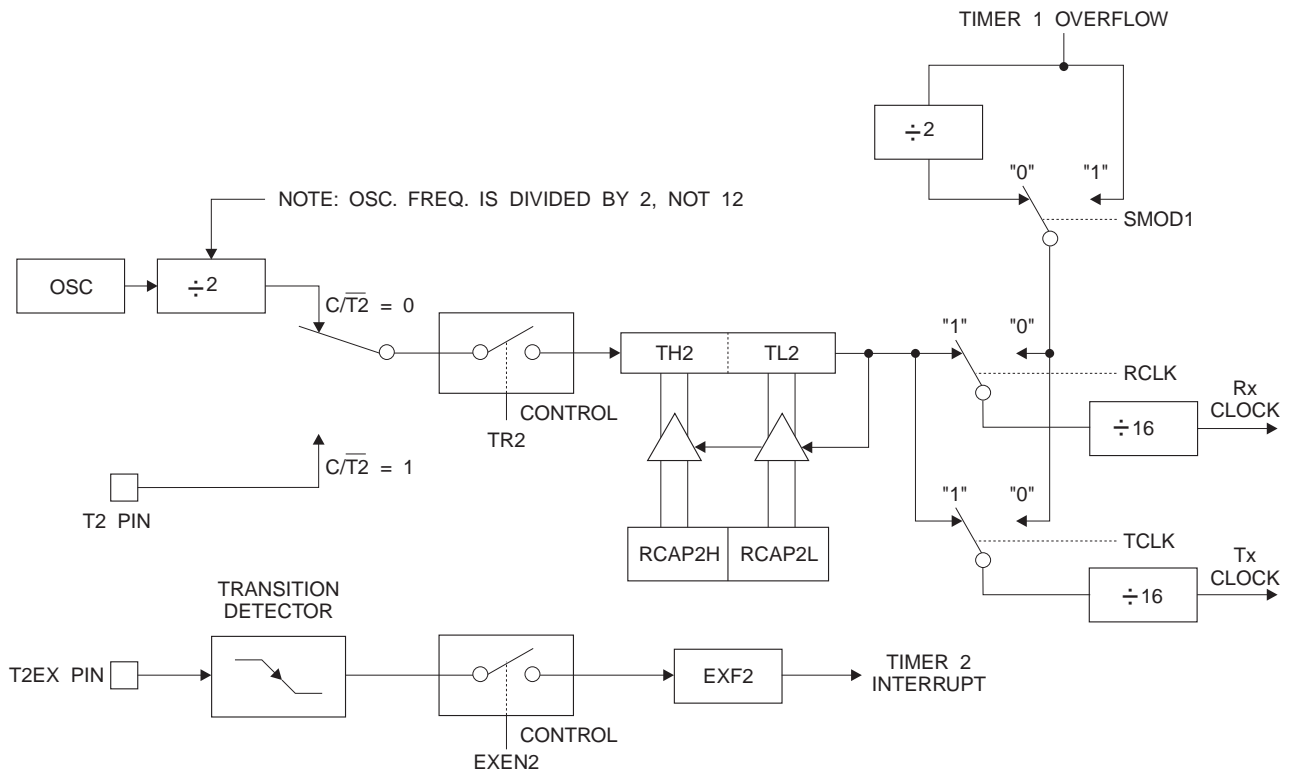 TIMER 1 OVERFLOW
÷2
"0" "1"
NOTE: OSC. FREQ. IS DIVIDED BY 2, NOT 12
SMOD1
OSC
÷2
C/T2̅ = 0
"1" "0"
TH2 TL2
RCLK
Rx
CLOCK
CONTROL
TR2
÷16
C/T2̅ = 1
"1" "0"
T2 PIN
RCAP2H RCAP2L
TCLK
Tx
CLOCK
÷16
TRANSITION
DETECTOR
T2EX PIN
EXF2
TIMER 2
INTERRUPT
CONTROL
EXEN2